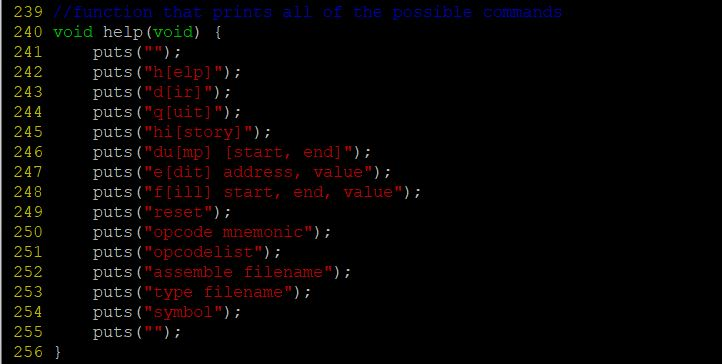 239 //function that prints all of the possible commands
240 void help(void) {
241     puts("");
242     puts("h[elp]");
243     puts("d[ir]");
244     puts("q[uit]");
245     puts("hi[story]");
246     puts("du[mp] [start, end]");
247     puts("e[dit] address, value");
248     puts("f[ill] start, end, value");
249     puts("reset");
250     puts("opcode mnemonic");
251     puts("opcodelist");
252     puts("assemble filename");
253     puts("type filename");
254     puts("symbol");
255     puts("");
256 }